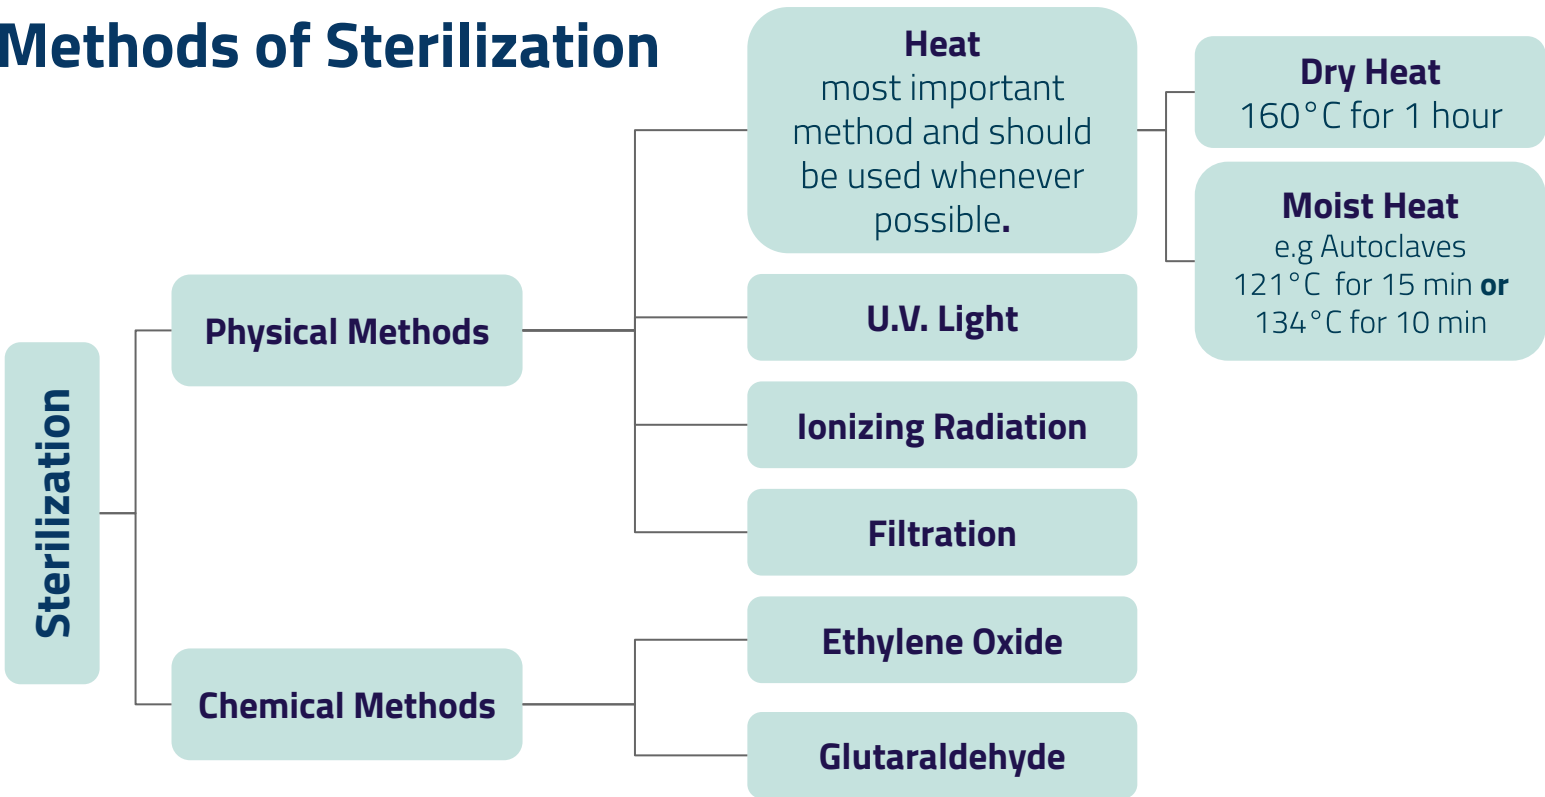 Methods of Sterilization
Heat
most important
method and should
be used whenever
possible.
Dry Heat
160°C for 1 hour
Moist Heat
e.g Autoclaves
121°C  for 15 min or
134°C for 10 min
Physical Methods
U.V. Light
Ionizing Radiation
Filtration
Sterilization
Chemical Methods
Ethylene Oxide
Glutaraldehyde